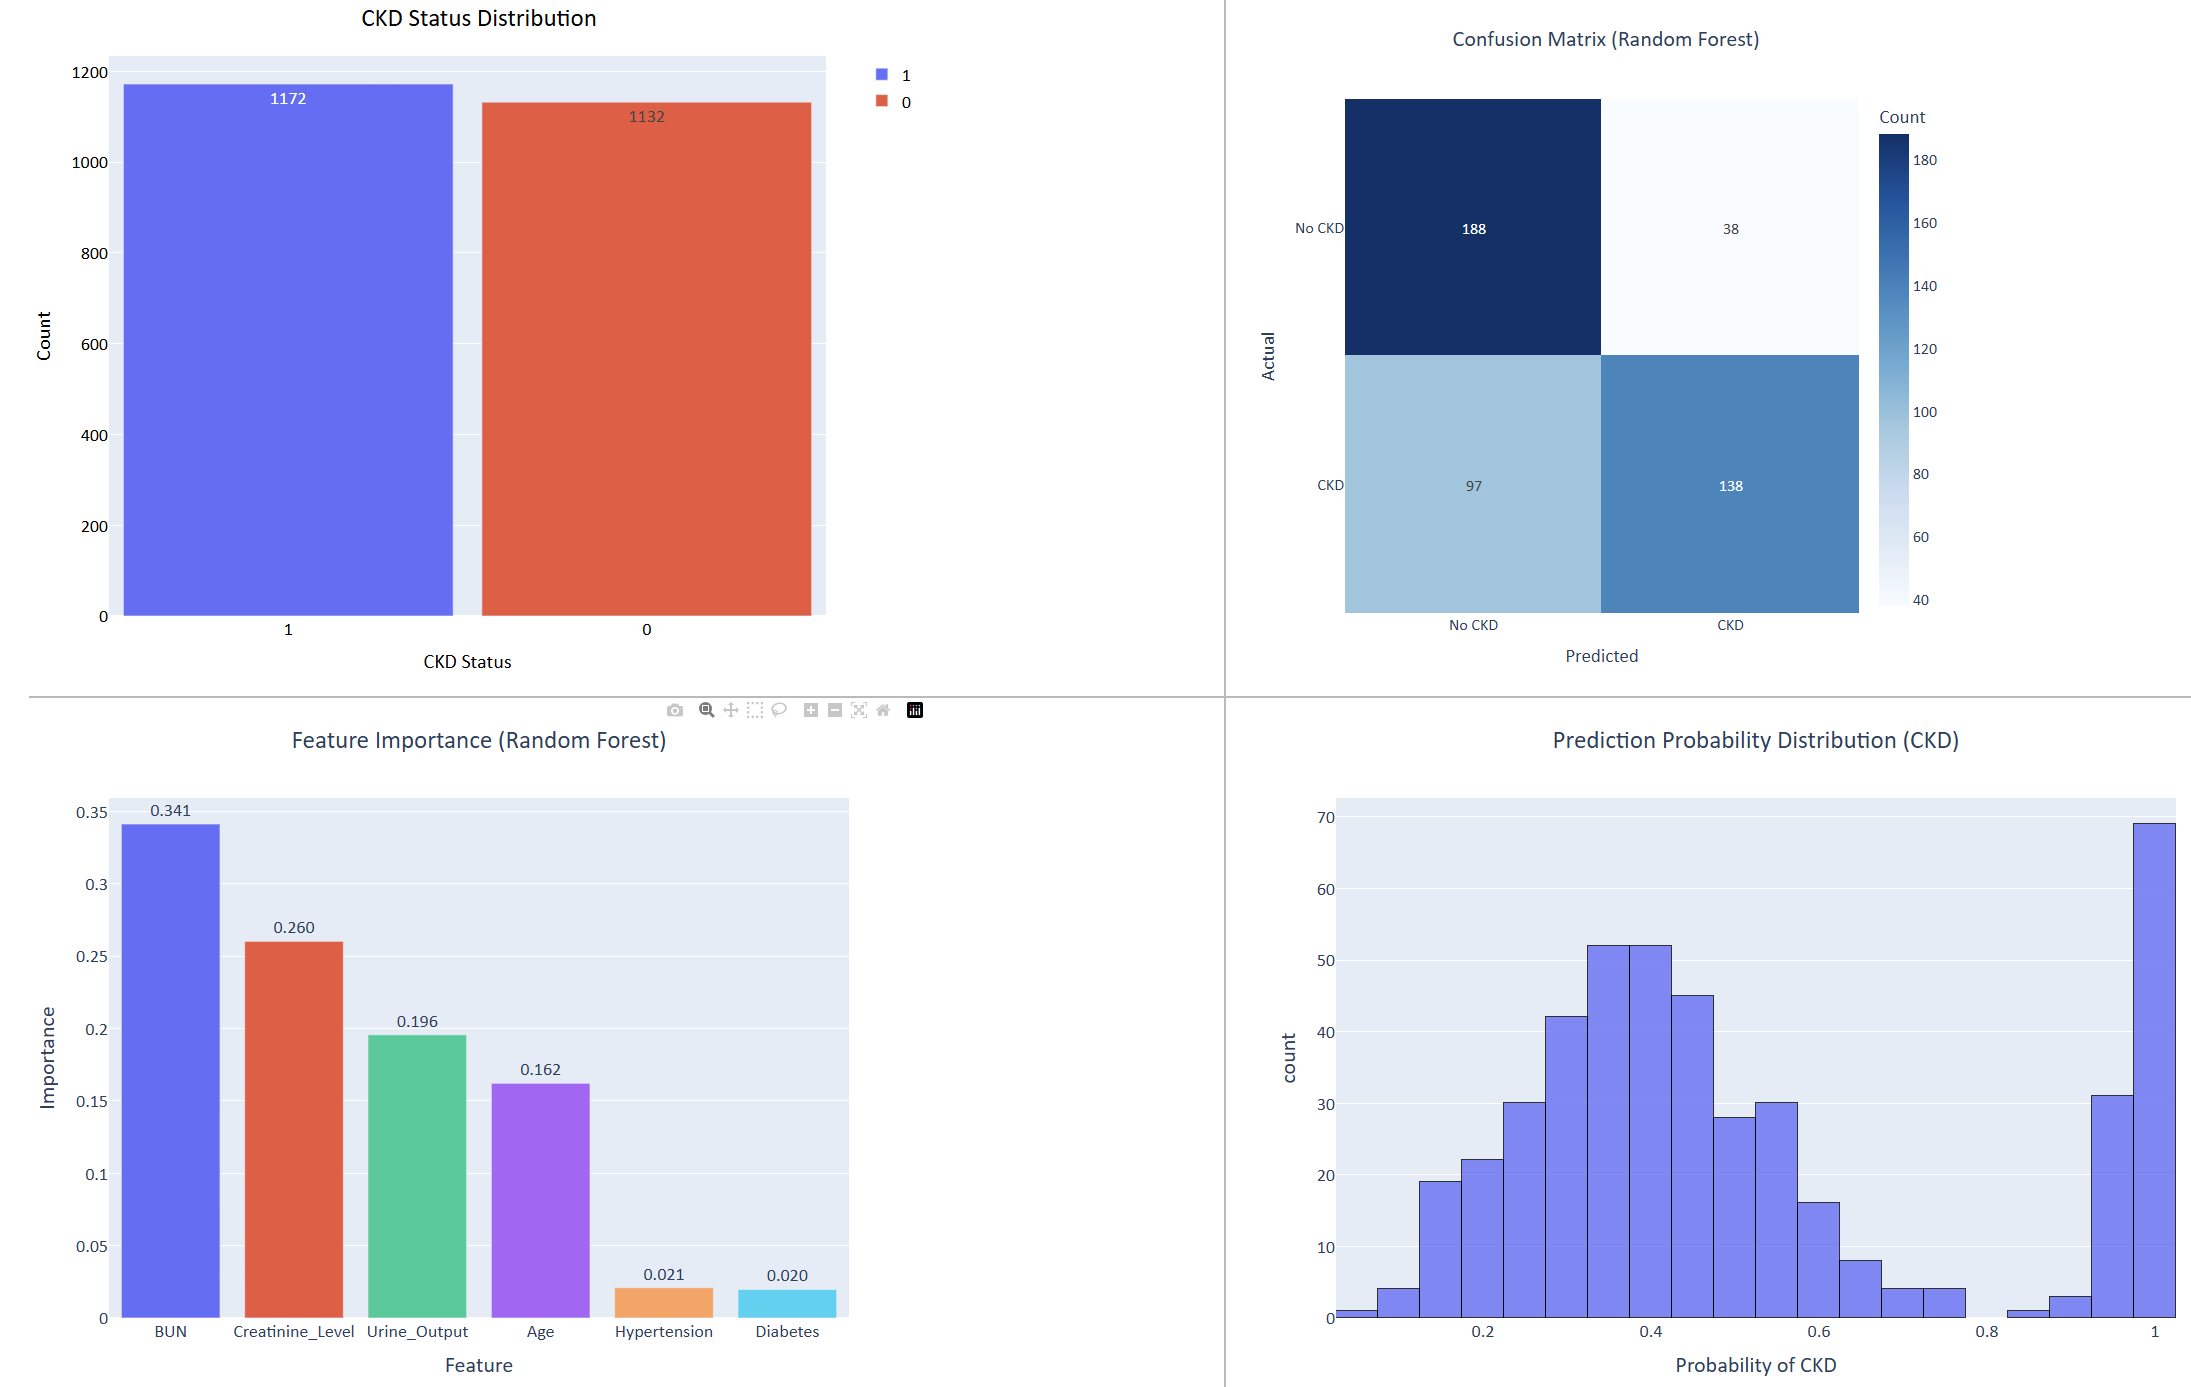 CKD Status Distribution
1200
1000
800
600
400
200
0
Count
1172
1132
1
0
CKD Status
1
0
Confusion Matrix (Random Forest)
No CKD
CKD
Actual
188
38
97
138
No CKD
CKD
Predicted
Count
180
160
140
120
100
80
60
40
Feature Importance (Random Forest)
0.35
0.3
0.25
0.2
0.15
0.1
0.05
0
Importance
0.341
0.260
0.196
0.162
0.021
0.020
BUN
Creatinine_Level
Urine_Output
Age
Hypertension
Diabetes
Feature
Prediction Probability Distribution (CKD)
70
60
50
40
30
20
10
0
count
0.2
0.4
0.6
0.8
1
Probability of CKD